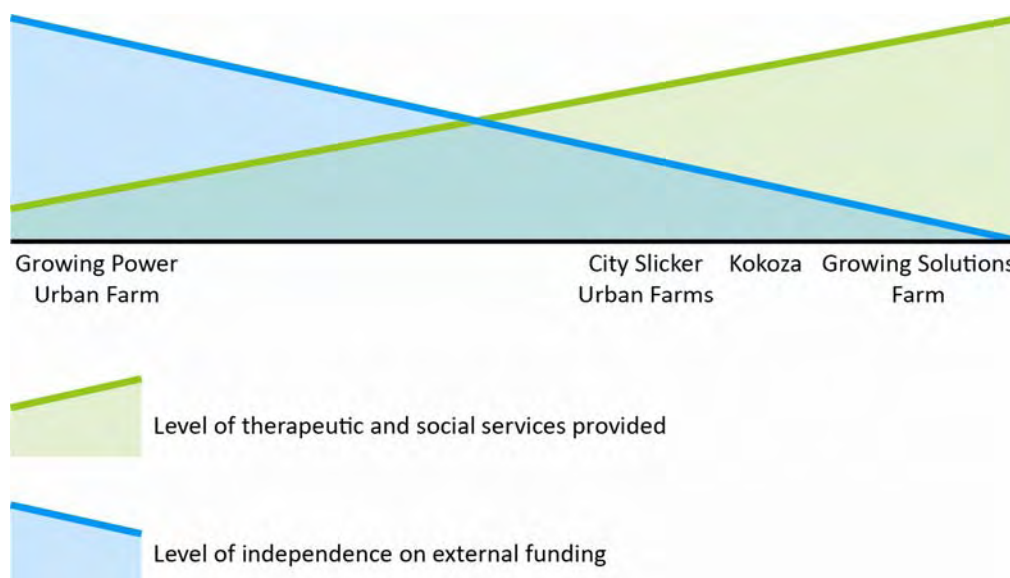 Growing Power
Urban Farm
City Slicker
Urban Farms
Kokoza
Growing Solutions
Farm
Level of therapeutic and social services provided
Level of independence on external funding